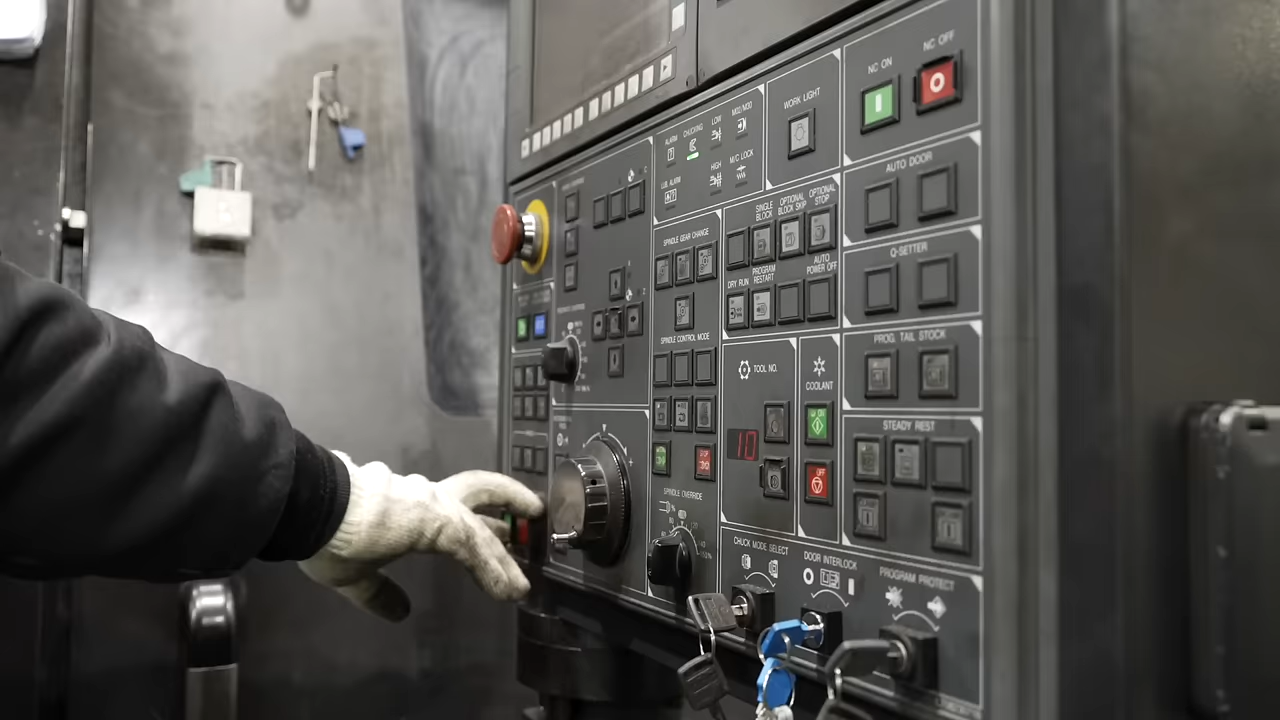 NC ON
NC OFF
WORK LIGHT
ALARM
CHUCKING
LOW
M02/M30
LUB ALARM
HIGH
M/C LOCK
AUTO DOOR
SINGLE
BLOCK
OPTIONAL
BLOCK SKIP
OPTIONAL
STOP
SPINDLE GEAR CHANGE
DRY RUN
PROGRAM
RESTART
AUTO
POWER OFF
Q-SETTER
SPINDLE CONTROL MODE
PROG. TAIL STOCK
TOOL NO.
COOLANT
ON
10
OFF
STEADY REST
SPINDLE OVERRIDE
CHUCK MODE SELECT
DOOR INTERLOCK
PROGRAM PROTECT